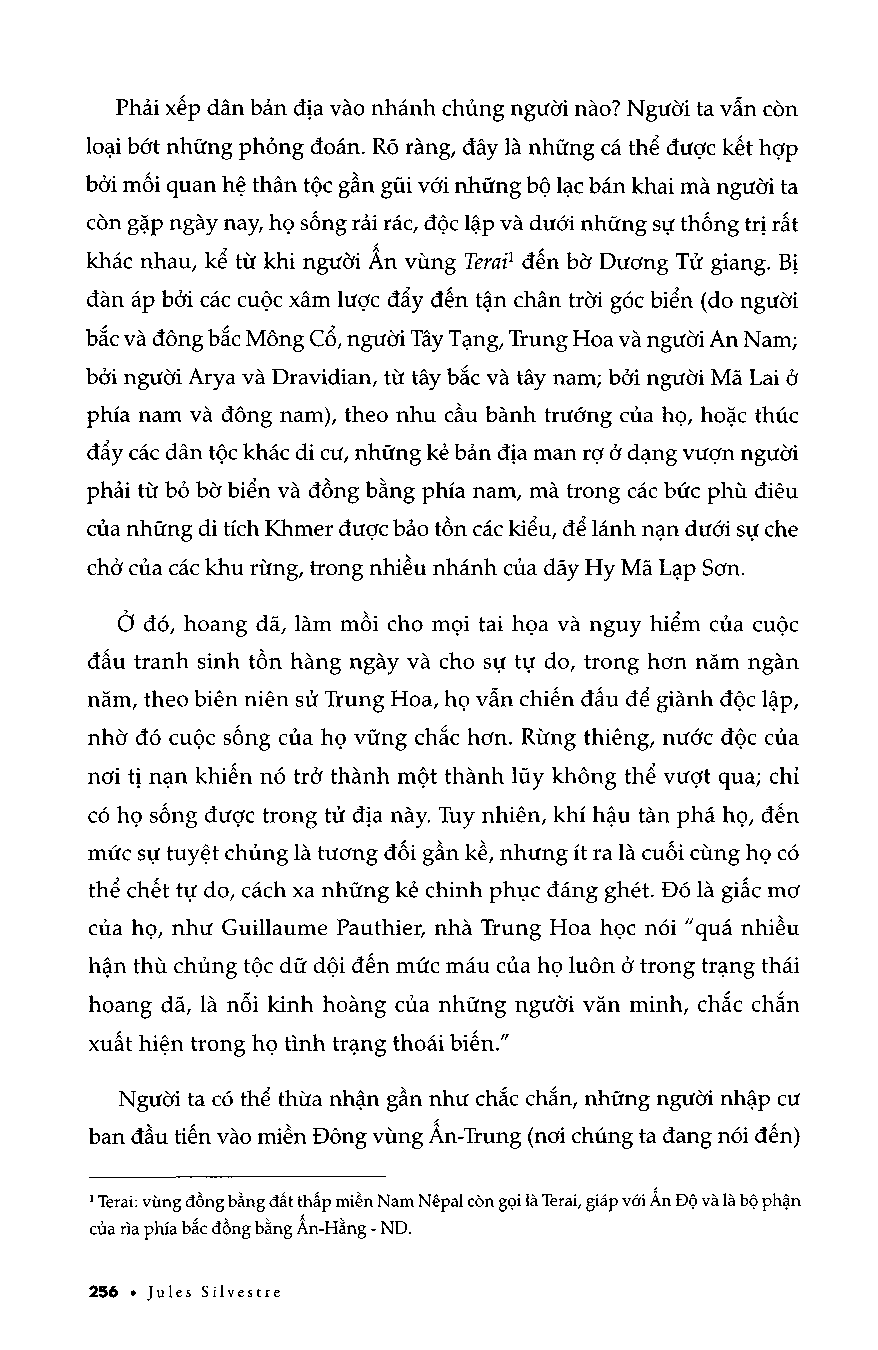 Phải xếp dân bản địa vào nhánh chủng người nào? Người ta vẫn còn
loại bớt những phỏng đoán. Rõ ràng, đây là những cá thể được kết hợp
bởi mối quan hệ thân tộc gần gũi với những bộ lạc bán khai mà người ta
còn gặp ngày nay, họ sống rải rác, độc lập và dưới những sự thống trị rất
khác nhau, kể từ khi người Ấn vùng Terai¹ đến bờ Dương Tử giang. Bị
đàn áp bởi các cuộc xâm lược đẩy đến tận chân trời góc biển (do người
bắc và đông bắc Mông Cổ, người Tây Tạng, Trung Hoa và người An Nam;
bởi người Arya và Dravidian, từ tây bắc và tây nam; bởi người Mã Lai ở
phía nam và đông nam), theo nhu cầu bành trướng của họ, hoặc thúc
đẩy các dân tộc khác di cư, những kẻ bản địa man rợ ở dạng vượn người
phải từ bỏ bờ biển và đồng bằng phía nam, mà trong các bức phù điêu
của những di tích Khmer được bảo tồn các kiểu, để lánh nạn dưới sự che
chở của các khu rừng, trong nhiều nhánh của dãy Hy Mã Lạp Sơn.
Ở đó, hoang dã, làm mồi cho mọi tai họa và nguy hiểm của cuộc
đấu tranh sinh tồn hàng ngày và cho sự tự do, trong hơn năm ngàn
năm, theo biên niên sử Trung Hoa, họ vẫn chiến đấu để giành độc lập,
nhờ đó cuộc sống của họ vững chắc hơn. Rừng thiêng, nước độc của
nơi tị nạn khiến nó trở thành một thành lũy không thể vượt qua; chỉ
có họ sống được trong tử địa này. Tuy nhiên, khí hậu tàn phá họ, đến
mức sự tuyệt chủng là tương đối gần kề, nhưng ít ra là cuối cùng họ có
thể chết tự do, cách xa những kẻ chinh phục đáng ghét. Đó là giấc mơ
của họ, như Guillaume Pauthier, nhà Trung Hoa học nói "quá nhiều
hận thù chủng tộc dữ dội đến mức máu của họ luôn ở trong trạng thái
hoang dã, là nỗi kinh hoàng của những người văn minh, chắc chắn
xuất hiện trong họ tình trạng thoái biến."
Người ta có thể thừa nhận gần như chắc chắn, những người nhập cư
ban đầu tiến vào miền Đông vùng Ấn-Trung (nơi chúng ta đang nói đến)
¹ Terai: vùng đồng bằng đất thấp miền Nam Nêpal còn gọi là Terai, giáp với Ấn Độ và là bộ phận
của rìa phía bắc đồng bằng Ấn-Hằng - ND.
256 • Jules Silvestre